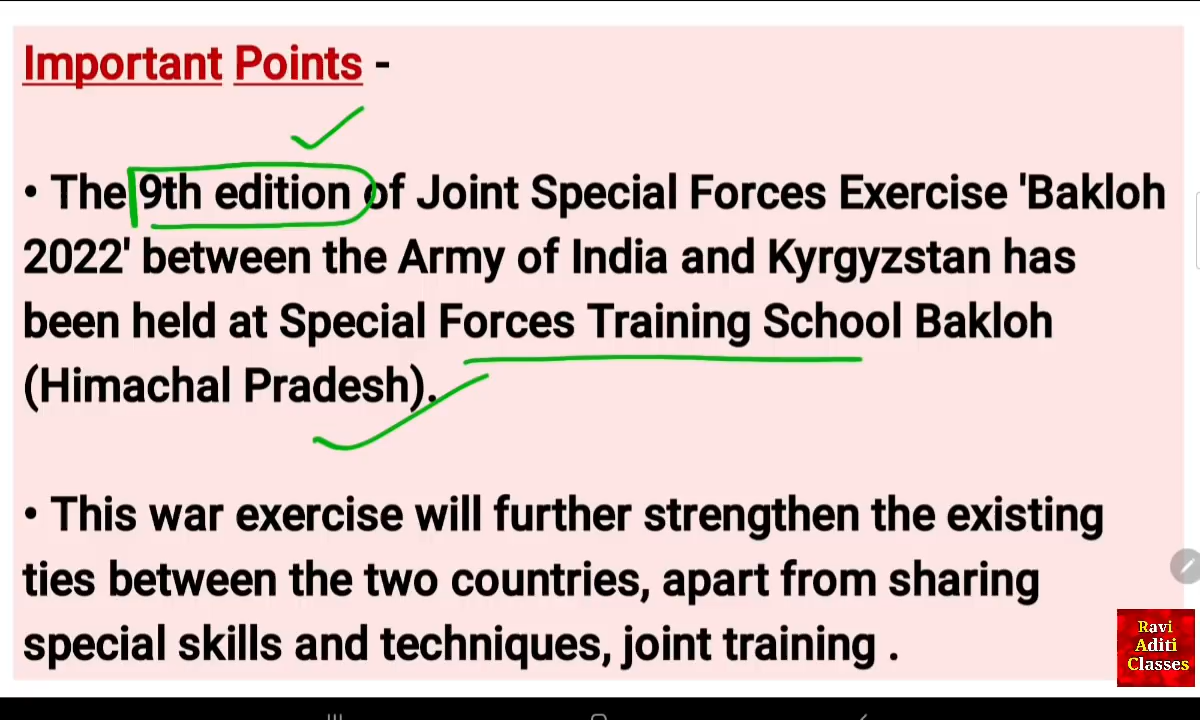 Important Points -
• The 9th edition of Joint Special Forces Exercise 'Bakloh
2022' between the Army of India and Kyrgyzstan has
been held at Special Forces Training School Bakloh
(Himachal Pradesh).
• This war exercise will further strengthen the existing
ties between the two countries, apart from sharing
special skills and techniques, joint training .
Ravi
Aditi
Classes